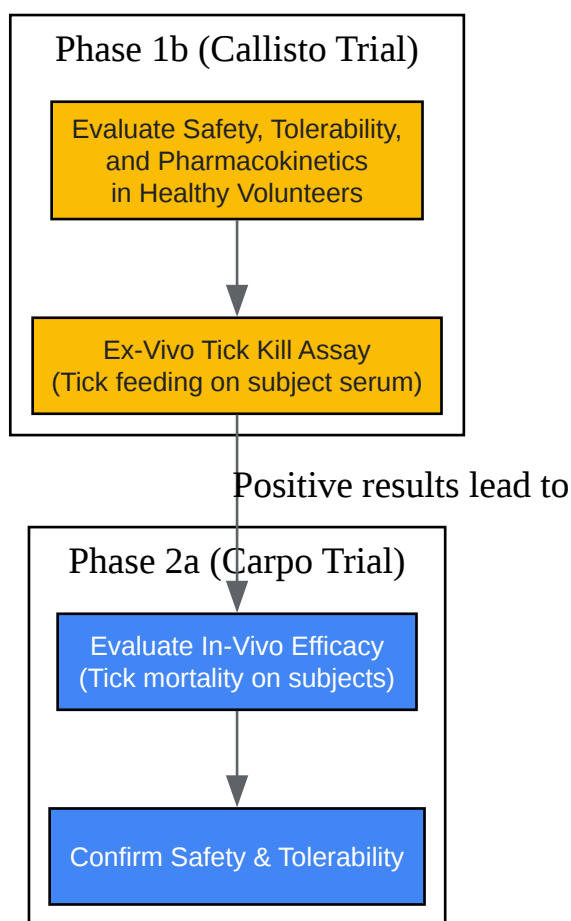 Phase 1b (Callisto Trial)
Evaluate Safety, Tolerability,
and Pharmacokinetics
in Healthy Volunteers
Ex-Vivo Tick Kill Assay
(Tick feeding on subject serum)
Positive results lead to
Phase 2a (Carpo Trial)
Evaluate In-Vivo Efficacy
(Tick mortality on subjects)
Confirm Safety & Tolerability